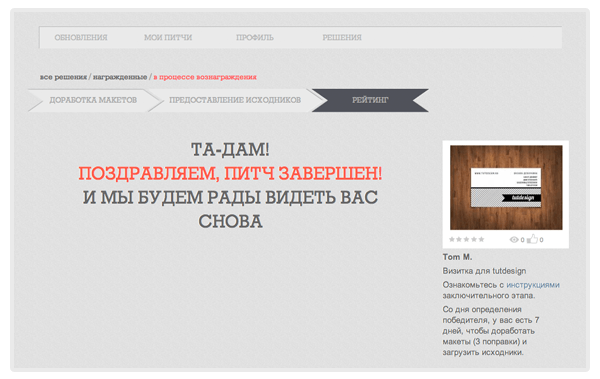 ОБНОВЛЕНИЯ МОИ ПИТЧИ ПРОФИЛЬ РЕШЕНИЯ
все решения / награжденные / в процессе вознаграждения
ДОРАБОТКА МАКЕТОВ ПРЕДОСТАВЛЕНИЕ ИСХОДНИКОВ РЕЙТИНГ
ТА-ДАМ!
ПОЗДРАВЛЯЕМ, ПИТЧ ЗАВЕРШЕН!
И МЫ БУДЕМ РАДЫ ВИДЕТЬ ВАС
СНОВА
tutdesign
0 0
Tom M.
Визитка для tutdesign
Ознакомьтесь с инструкциями
заключительного этапа.
Со дня определения
победителя, у вас есть 7
дней, чтобы доработать
макеты (3 поправки) и
загрузить исходники.